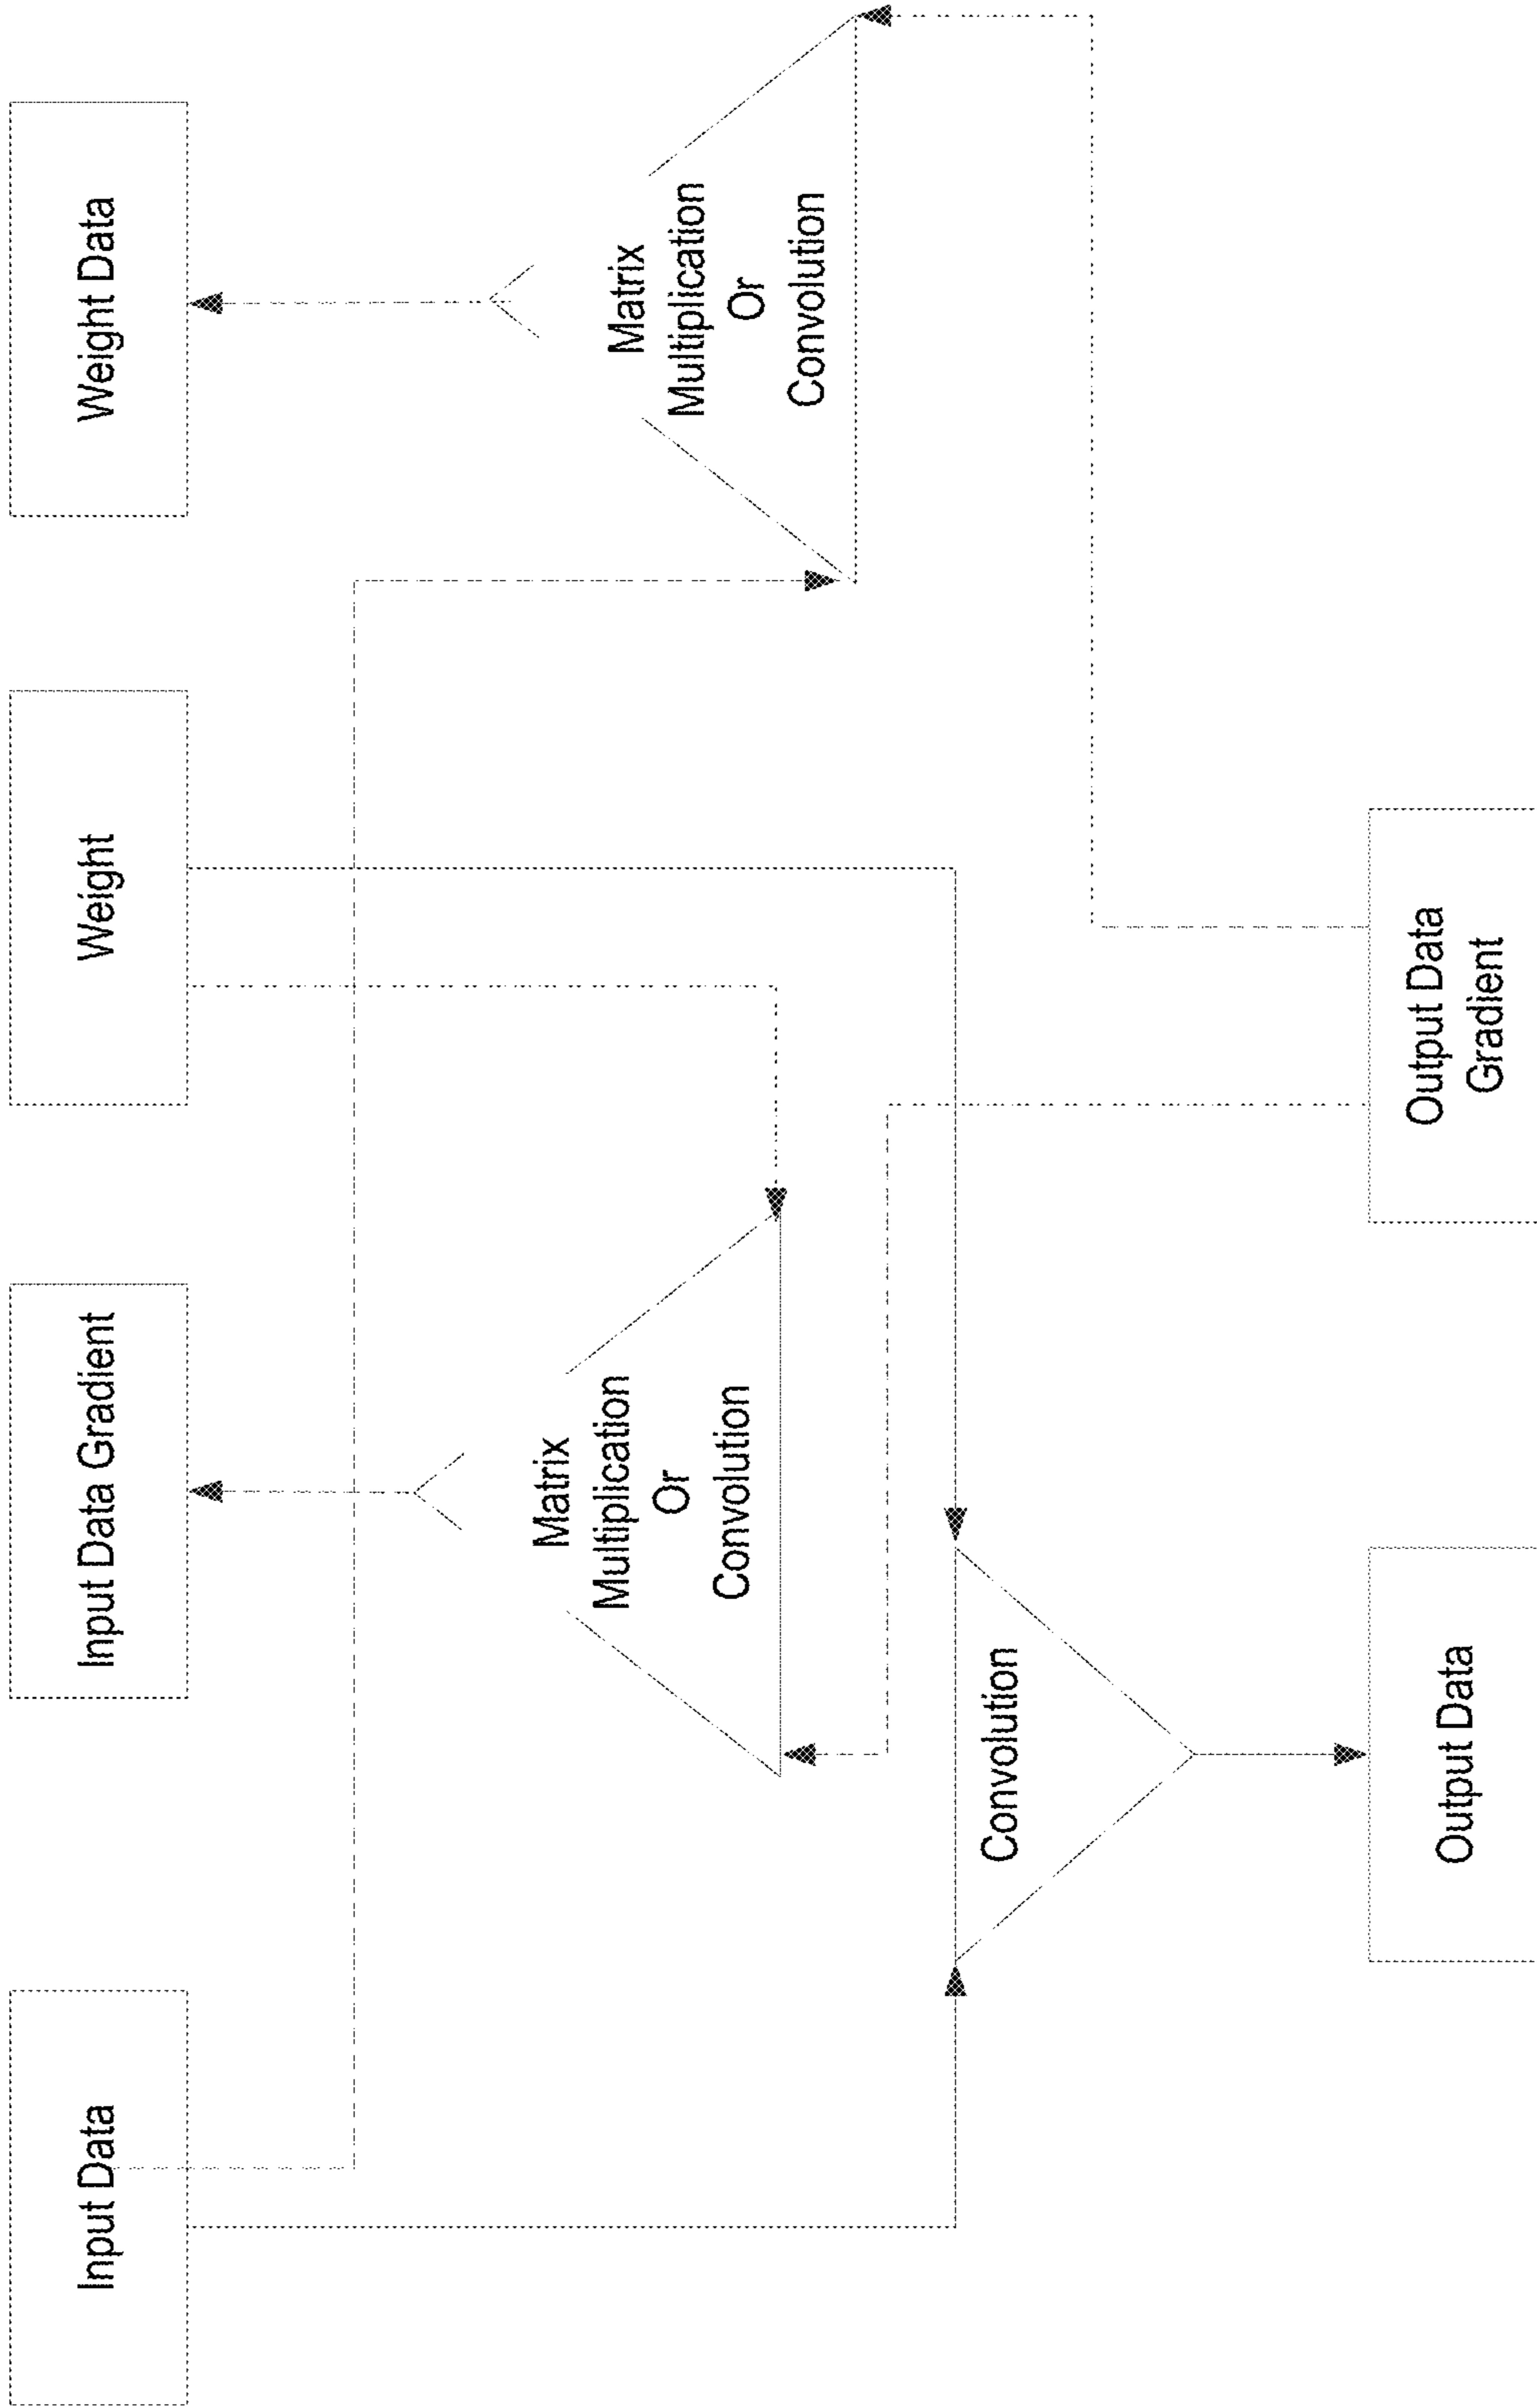 Input Data
Input Data Gradient
Weight
Weight Data
Matrix
Multiplication
Or
Convolution
Matrix
Multiplication
Or
Convolution
Convolution
Output Data
Output Data
Gradient